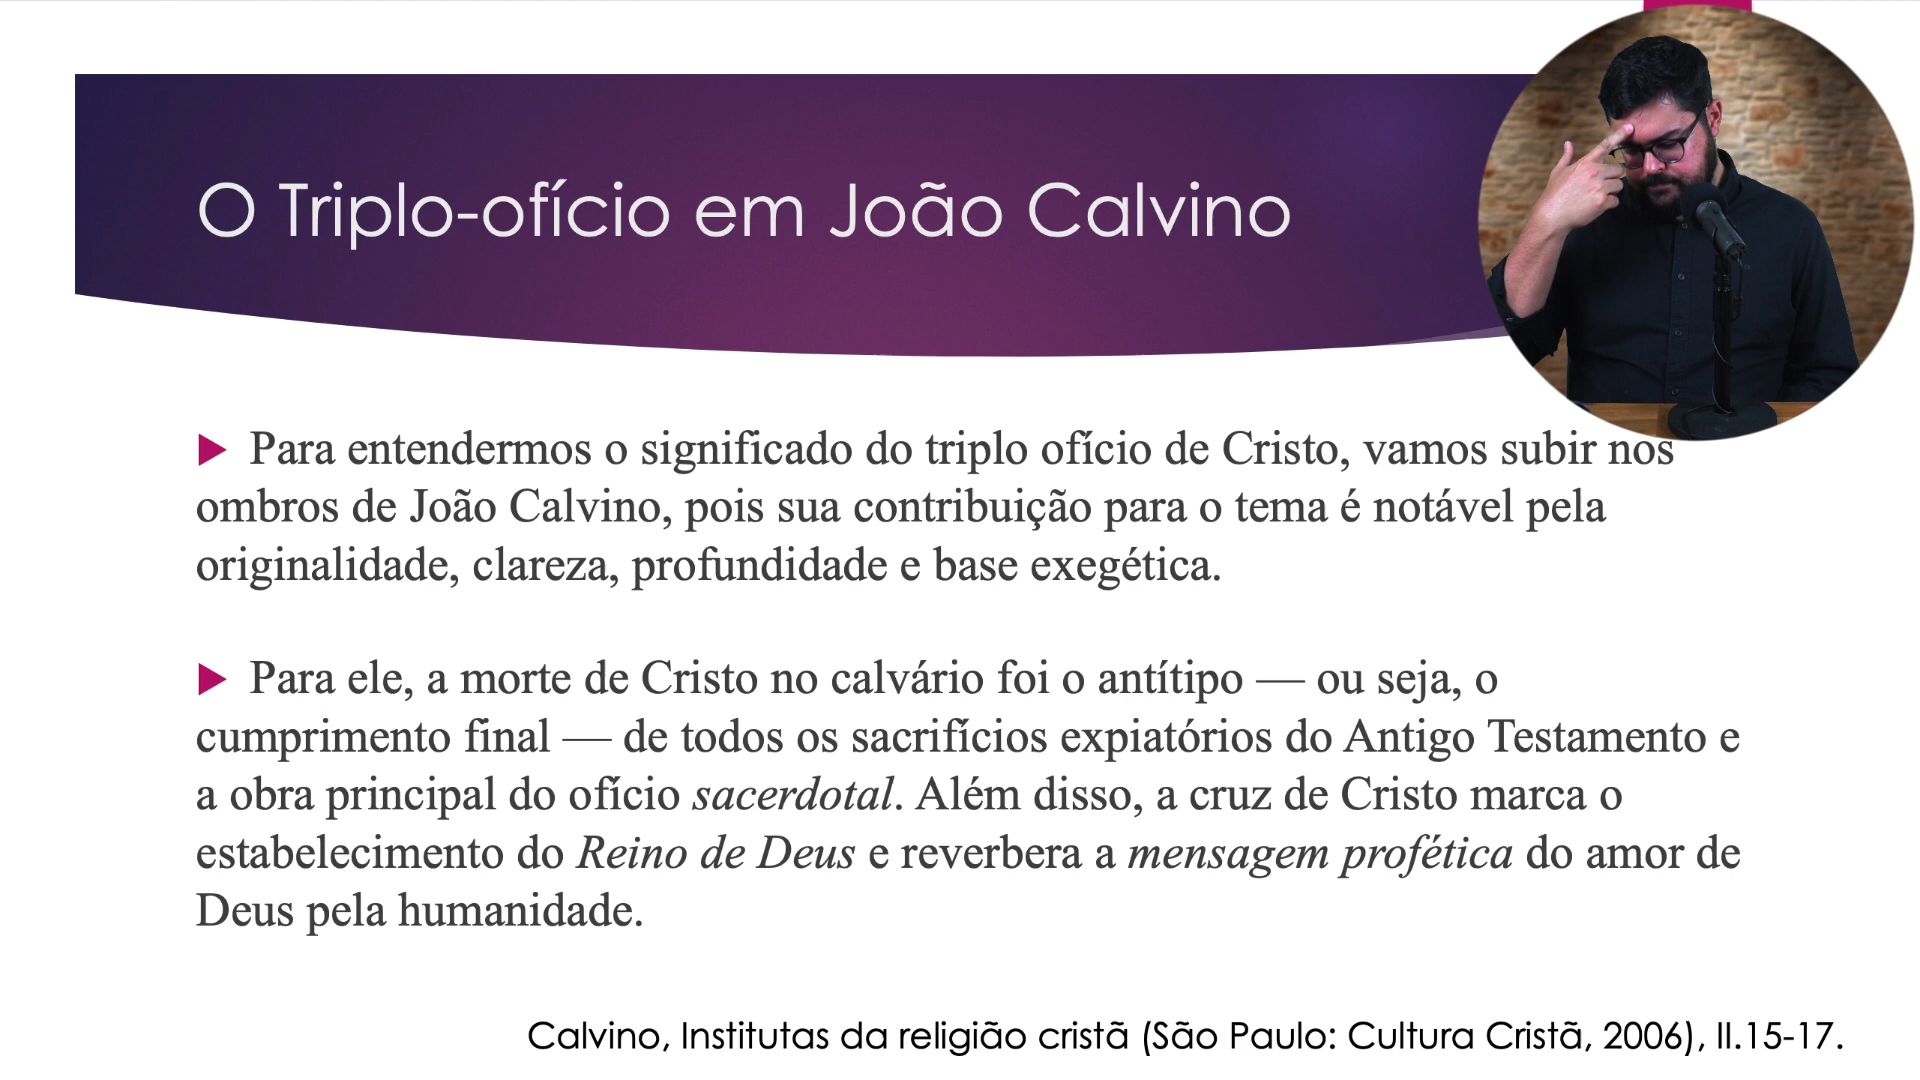 O Triplo-ofício em João Calvino
Para entendermos o significado do triplo ofício de Cristo, vamos subir nos
ombros de João Calvino, pois sua contribuição para o tema é notável pela
originalidade, clareza, profundidade e base exegética.
Para ele, a morte de Cristo no calvário foi o antítipo — ou seja, o
cumprimento final — de todos os sacrifícios expiatórios do Antigo Testamento e
a obra principal do ofício sacerdotal. Além disso, a cruz de Cristo marca o
estabelecimento do Reino de Deus e reverbera a mensagem profética do amor de
Deus pela humanidade.
Calvino, Institutas da religião cristã (São Paulo: Cultura Cristã, 2006), II.15-17.